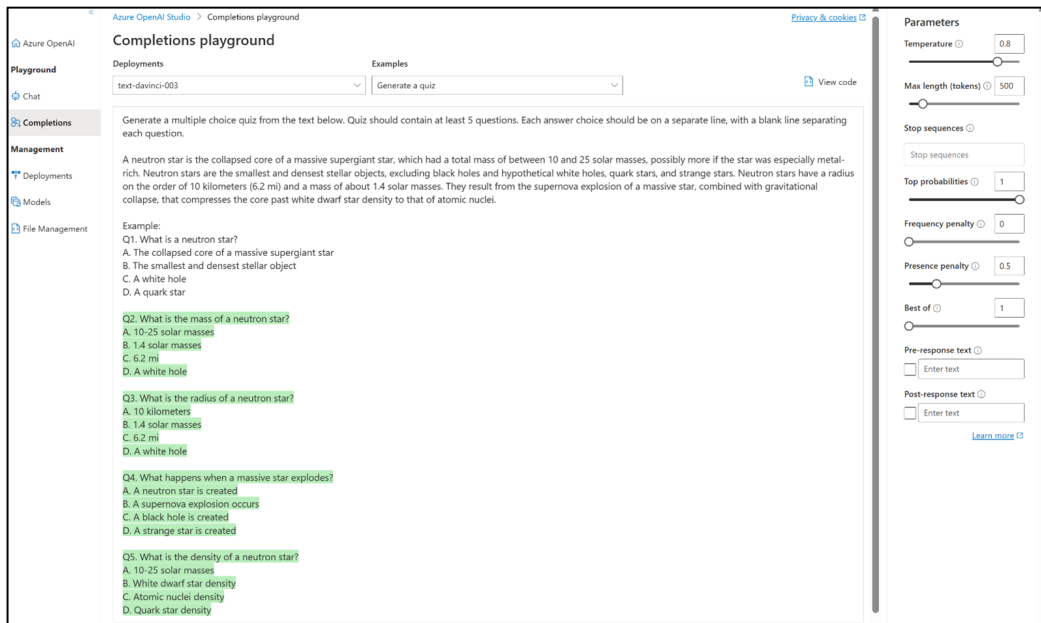 «
Azure OpenAI
Playground
Chat
Completions
Management
Deployments
Models
File Management
Azure OpenAI Studio > Completions playground
Privacy & cookies
Completions playground
Deployments
Examples
text-davinci-003
Generate a quiz
View code
Generate a multiple choice quiz from the text below. Quiz should contain at least 5 questions. Each answer choice should be on a separate line, with a blank line separating
each question.
A neutron star is the collapsed core of a massive supergiant star, which had a total mass of between 10 and 25 solar masses, possibly more if the star was especially metal-
rich. Neutron stars are the smallest and densest stellar objects, excluding black holes and hypothetical white holes, quark stars, and strange stars. Neutron stars have a radius
on the order of 10 kilometers (6.2 mi) and a mass of about 1.4 solar masses. They result from the supernova explosion of a massive star, combined with gravitational
collapse, that compresses the core past white dwarf star density to that of atomic nuclei.
Example:
Q1. What is a neutron star?
A. The collapsed core of a massive supergiant star
B. The smallest and densest stellar object
C. A white hole
D. A quark star
Q2. What is the mass of a neutron star?
A. 10-25 solar masses
B. 1.4 solar masses
C. 6.2 mi
D. A white hole
Q3. What is the radius of a neutron star?
A. 10 kilometers
B. 1.4 solar masses
C. 6.2 mi
D. A white hole
Q4. What happens when a massive star explodes?
A. A neutron star is created
B. A supernova explosion occurs
C. A black hole is created
D. A strange star is created
Q5. What is the density of a neutron star?
A. 10-25 solar masses
B. White dwarf star density
C. Atomic nuclei density
D. Quark star density
Parameters
Temperature 0.8
Max length (tokens) 500
Stop sequences
Stop sequences
Top probabilities 1
Frequency penalty 0
Presence penalty 0.5
Best of 1
Pre-response text
Enter text
Post-response text
Enter text
Learn more